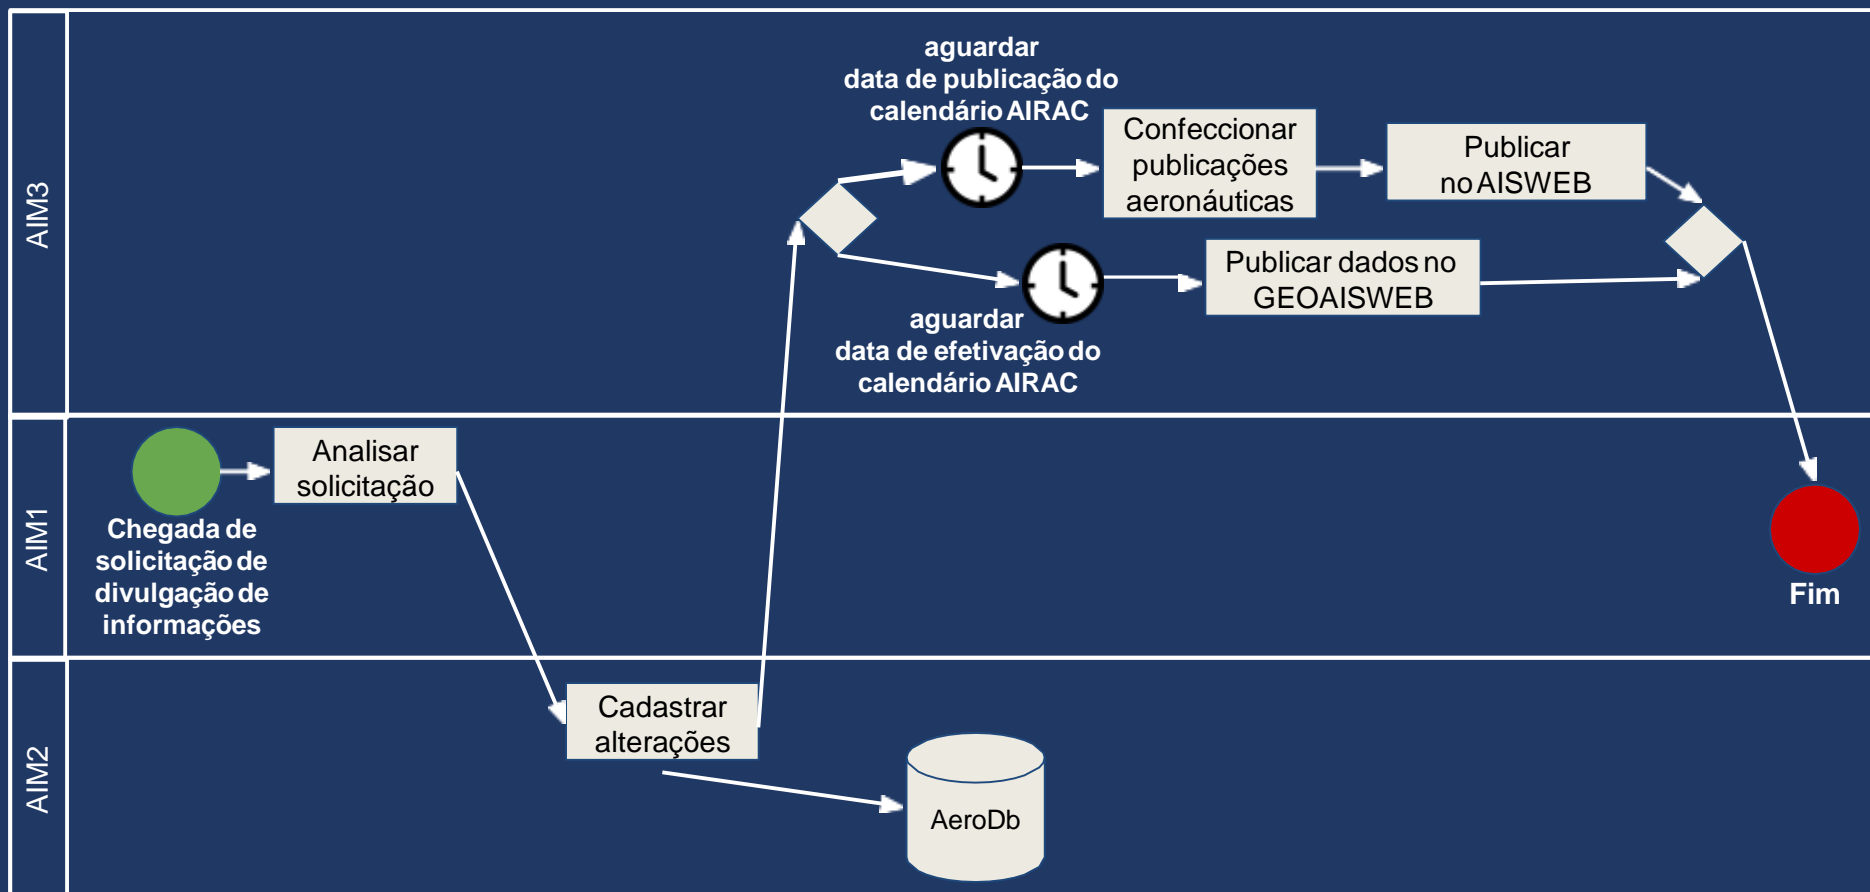 AIM3
aguardar
data de publicação do
calendário AIRAC
Confeccionar
publicações
aeronáuticas
Publicar
no AISWEB
aguardar
data de efetivação do
calendário AIRAC
Publicar dados no
GEOAISWEB
AIM1
Chegada de
solicitação de
divulgação de
informações
Analisar
solicitação
Fim
AIM2
Cadastrar
alterações
AeroDb